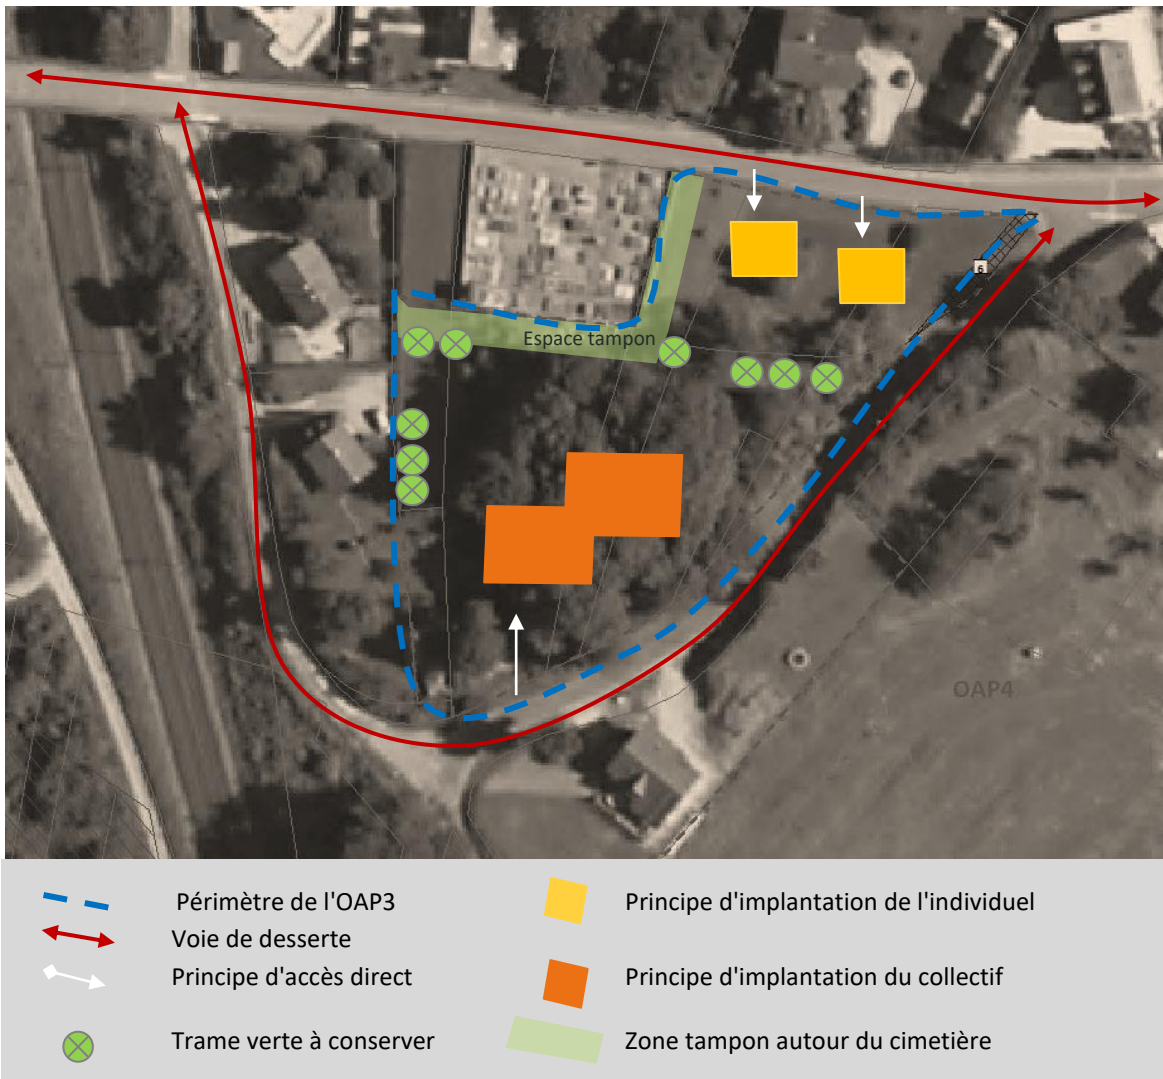 6
Espace tampon
OAP4
Périmètre de l'OAP3
Voie de desserte
Principe d'accès direct
Trame verte à conserver
Principe d'implantation de l'individuel
Principe d'implantation du collectif
Zone tampon autour du cimetière